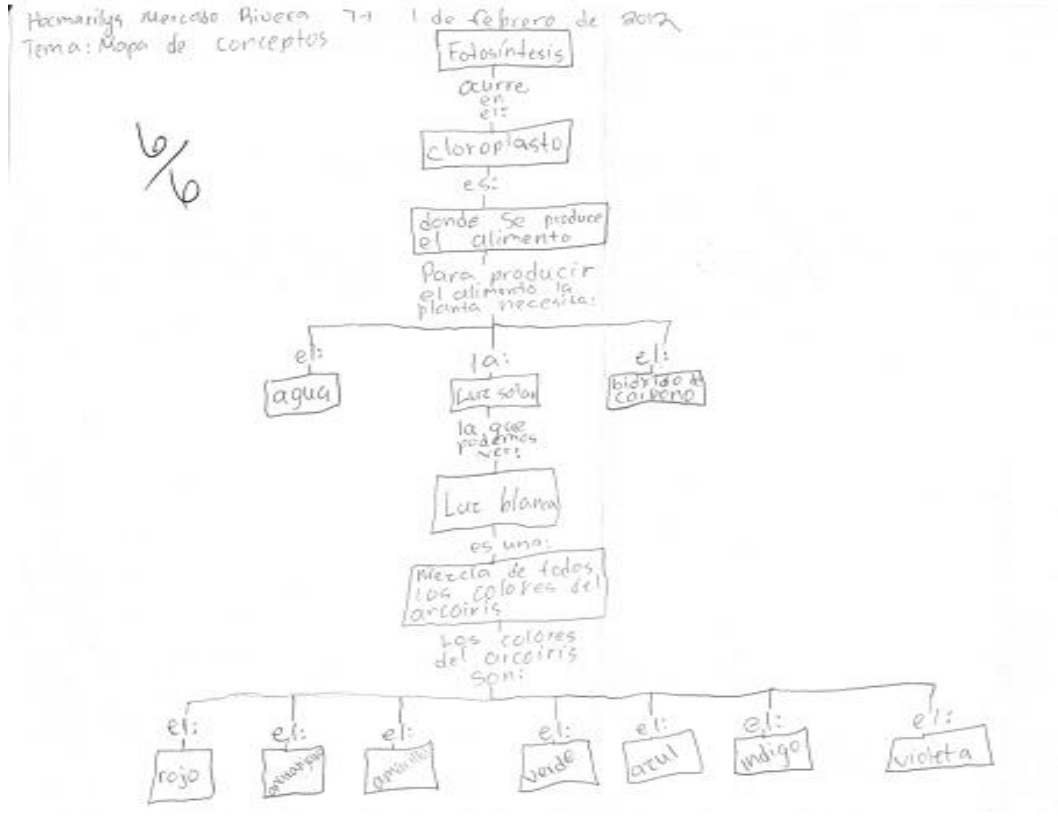 Mercado Rivera 7-1 1 de febrero de 2012
Tema: Mapa de conceptos
6/6
Fotosíntesis
ocurre
en
el:
cloroplasto
es:
donde se produce
el alimento
Para producir
el alimento la
planta necesita:
el: la: el:
agua Luz solar carbono
la que
podemos
ver:
Luz blanca
es una:
Mezcla de todos
los colores del
arcoiris
Los colores
del arcoiris
son:
el: el: el: el: el: el: el:
rojo amarillo verde azul indigo violeta